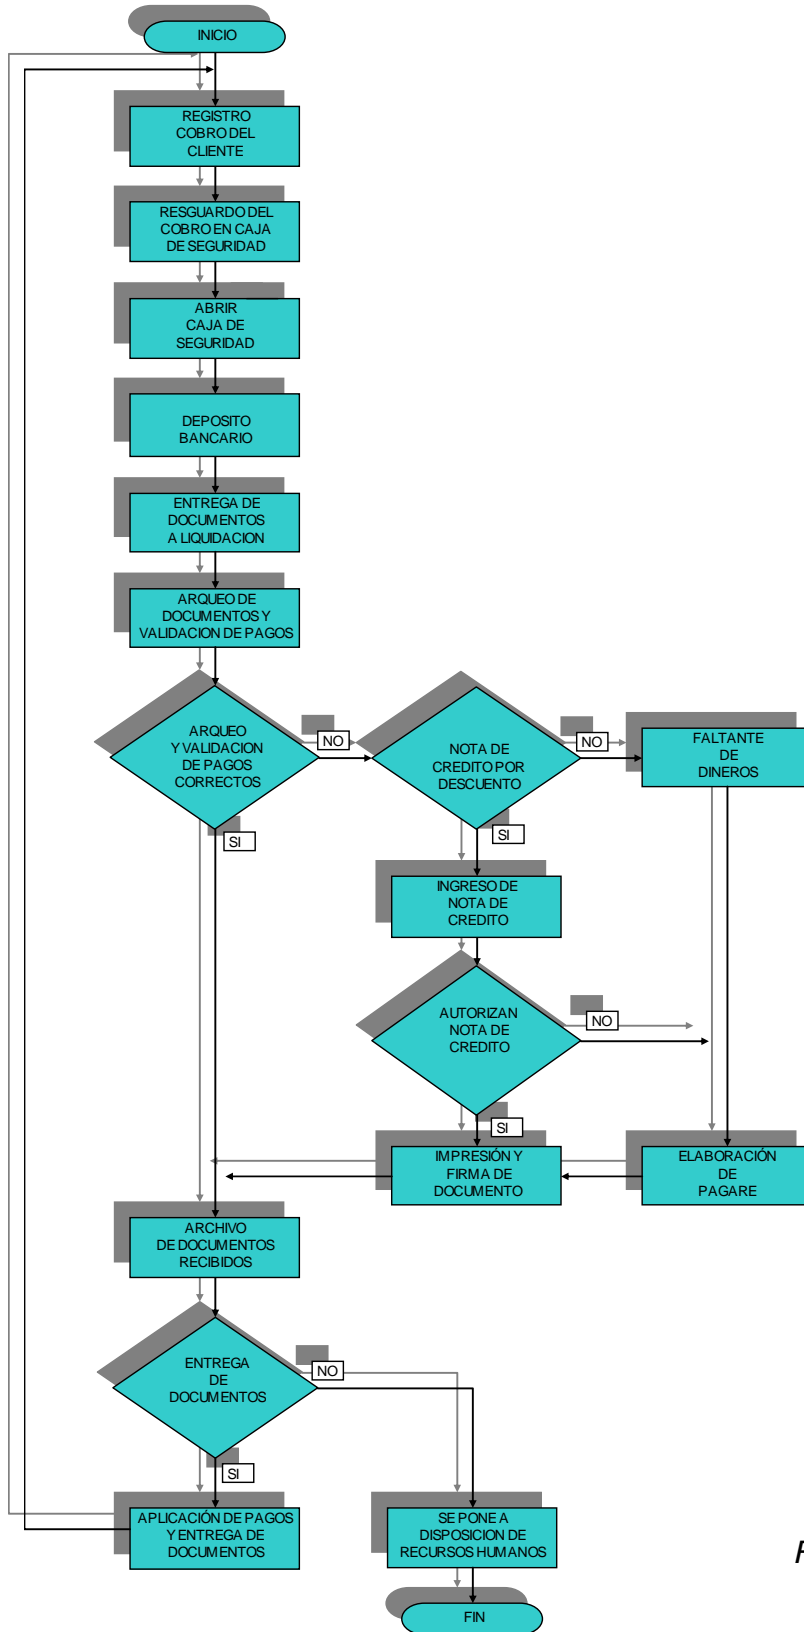 INICIO
REGISTRO
COBRO DEL
CLIENTE
RESGUARDO DEL
COBRO EN CAJA
DE SEGURIDAD
ABRIR
CAJA DE
SEGURIDAD
DEPOSITO
BANCARIO
ENTREGA DE
DOCUMENTOS
A LIQUIDACION
ARQUEO DE
DOCUMENTOS Y
VALIDACION DE PAGOS
ARQUEO
Y VALIDACION
DE PAGOS
CORRECTOS
NO
NOTA DE
CREDITO POR
DESCUENTO
NO
FALTANTE
DE
DINEROS
SI
SI
INGRESO DE
NOTA DE
CREDITO
AUTORIZAN
NOTA DE
CREDITO
NO
SI
IMPRESIÓN Y
FIRMA DE
DOCUMENTO
ELABORACIÓN
DE
PAGARE
ARCHIVO
DE DOCUMENTOS
RECIBIDOS
ENTREGA
DE
DOCUMENTOS
NO
SI
APLICACIÓN DE PAGOS
Y ENTREGA DE
DOCUMENTOS
SE PONE A
DISPOSICION DE
RECURSOS HUMANOS
FIN